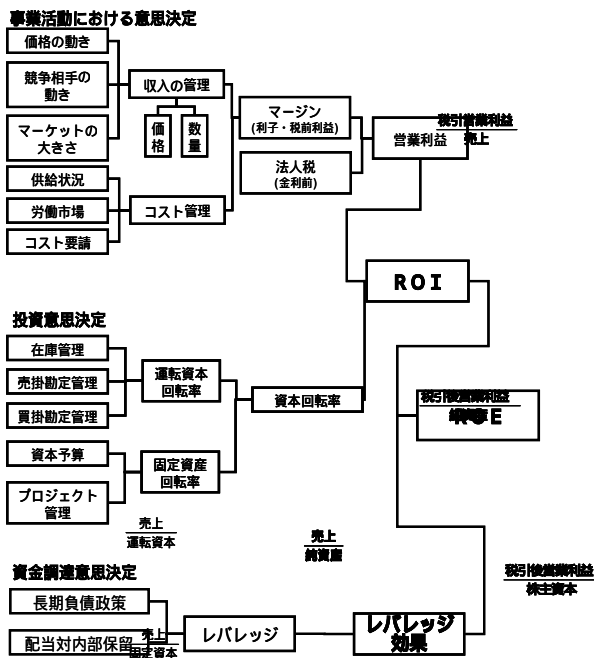 事業活動における意思決定
価格の動き
競争相手の
動き
マーケットの
大きさ
供給状況
労働市場
コスト要請
収入の管理
価格
数量
コスト管理
マージン
(利子・税前利益)
法人税
(金利前)
営業利益
税引営業利益
売上
ＲＯＩ
投資意思決定
在庫管理
売掛勘定管理
買掛勘定管理
資本予算
プロジェクト
管理
運転資本
回転率
固定資産
回転率
資本回転率
税引後営業利益
ＲＯＥ
売上
運転資本
売上
純資産
税引後営業利益
株主資本
資金調達意思決定
長期負債政策
配当対内部保留
売上
固定資本
レバレッジ
レバレッジ
効果